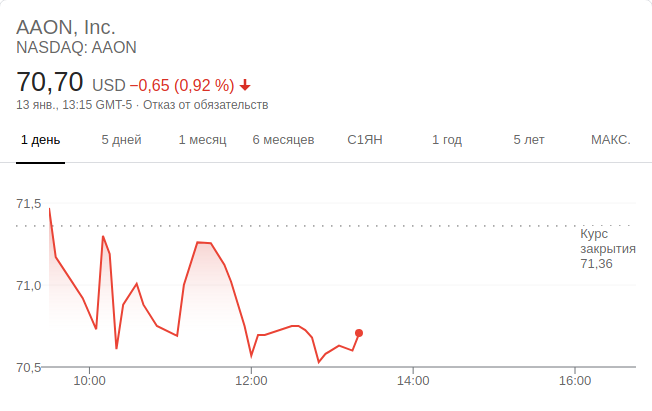 AAON, Inc.
NASDAQ: AAON
70,70 USD −0,65 (0,92 %)
13 янв., 13:15 GMT-5 · Отказ от обязательств
1 день 5 дней 1 месяц 6 месяцев С1ЯН 1 год 5 лет МАКС.
71,5
Курс
закрытия
71,36
71,0
70,5
10:00 12:00 14:00 16:00